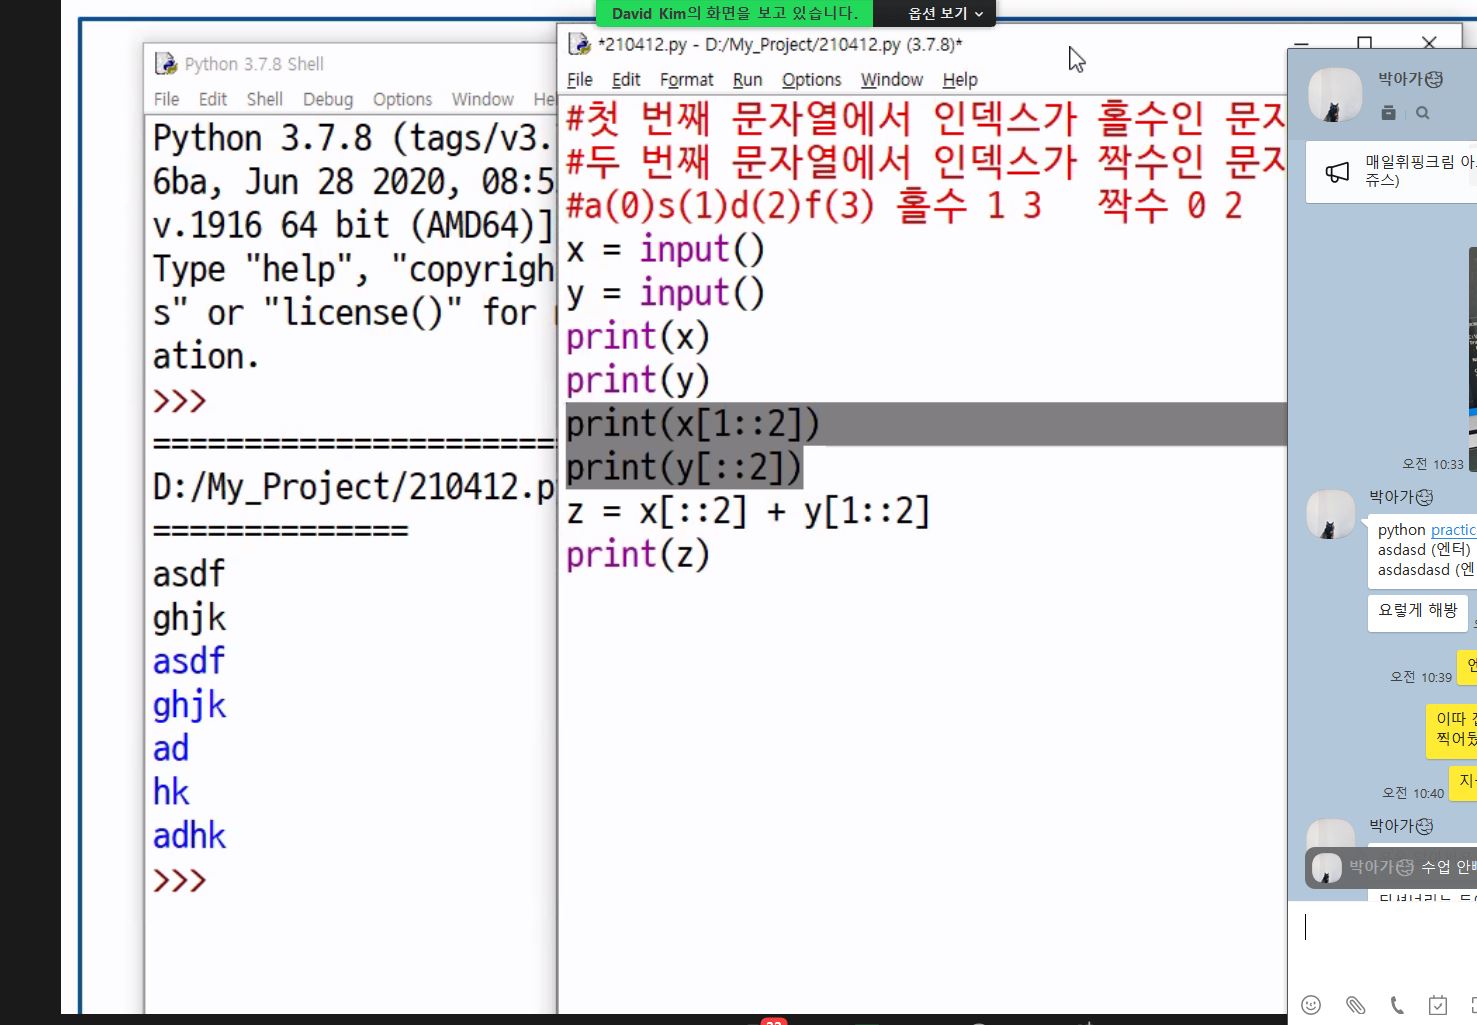 David Kim의 화면을 보고 있습니다.
옵션 보기
Python 3.7.8 Shell
File Edit Shell Debug Options Window
Python 3.7.8 (tags/v3.
6ba, Jun 28 2020, 08:5
v.1916 64 bit (AMD64)]
Type "help", "copyrigh
s" or "license()" for
ation.
>>>
=======================
D:/My_Project/210412.p
==============
asdf
ghjk
asdf
ghjk
ad
hk
adhk
>>>
*210412.py - D:/My_Project/210412.py (3.7.8)*
File Edit Format Run Options Window Help
#첫 번째 문자열에서 인덱스가 홀수인 문자
#두 번째 문자열에서 인덱스가 짝수인 문자
#a(0)s(1)d(2)f(3) 홀수 1 3 짝수 0 2
x = input()
y = input()
print(x)
print(y)
print(x[1::2])
print(y[::2])
z = x[::2] + y[1::2]
print(z)
박아가
매일휘핑크림
쥬스)
오전 10:33
박아가
python practic
asdasd (엔터)
asdasdasd (엔
요렇게 해봥
오전 10:39
이따
찍어뒀
오전 10:40
박아가
박아가 수업